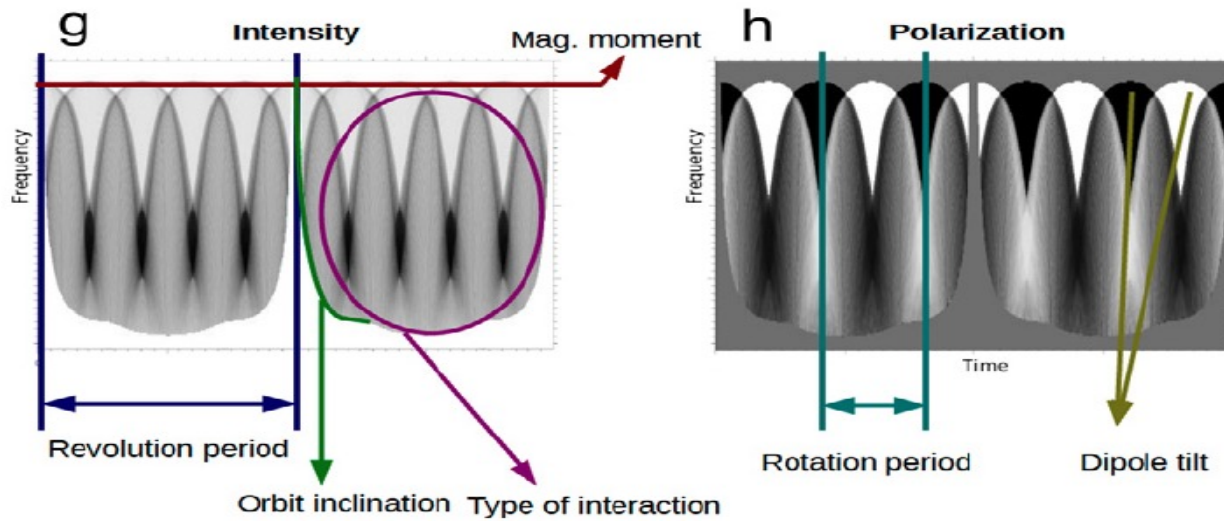 g
Intensity
Mag. moment
Frequency
Revolution period
Orbit inclination
Type of interaction
h
Polarization
Frequency
Time
Rotation period
Dipole tilt